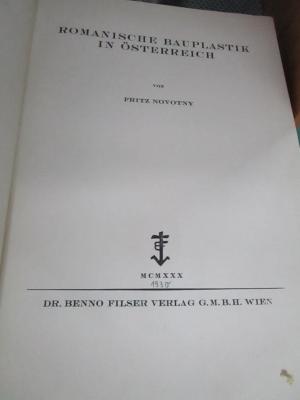 ROMANISCHE BAUPLASTIK
IN ÖSTERREICH
VON
FRITZ NOVOTNY
MCMXXX
1930
DR. BENNO FILSER VERLAG G.M.B.H. WIEN